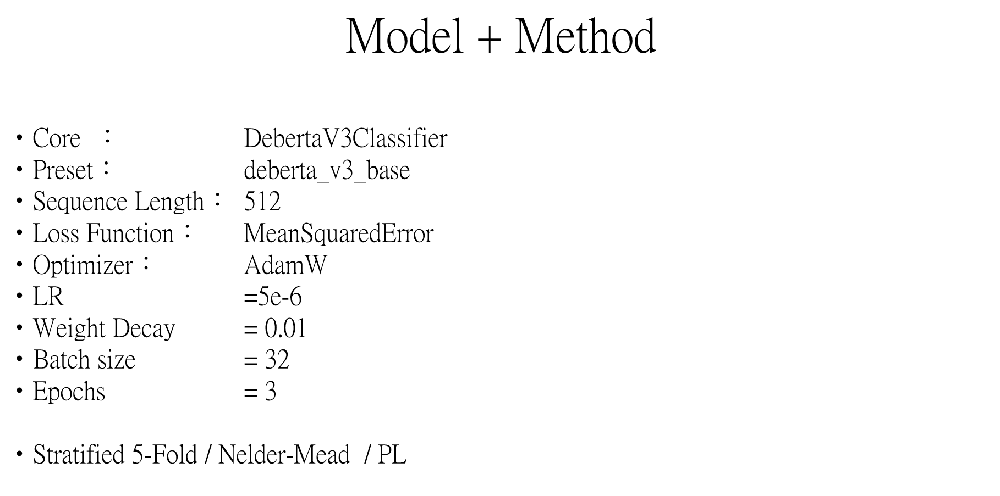 Model + Method
• Core ： DebertaV3Classifier
• Preset： deberta_v3_base
• Sequence Length： 512
• Loss Function： MeanSquaredError
• Optimizer： AdamW
• LR =5e-6
• Weight Decay = 0.01
• Batch size = 32
• Epochs = 3
• Stratified 5-Fold / Nelder-Mead / PL